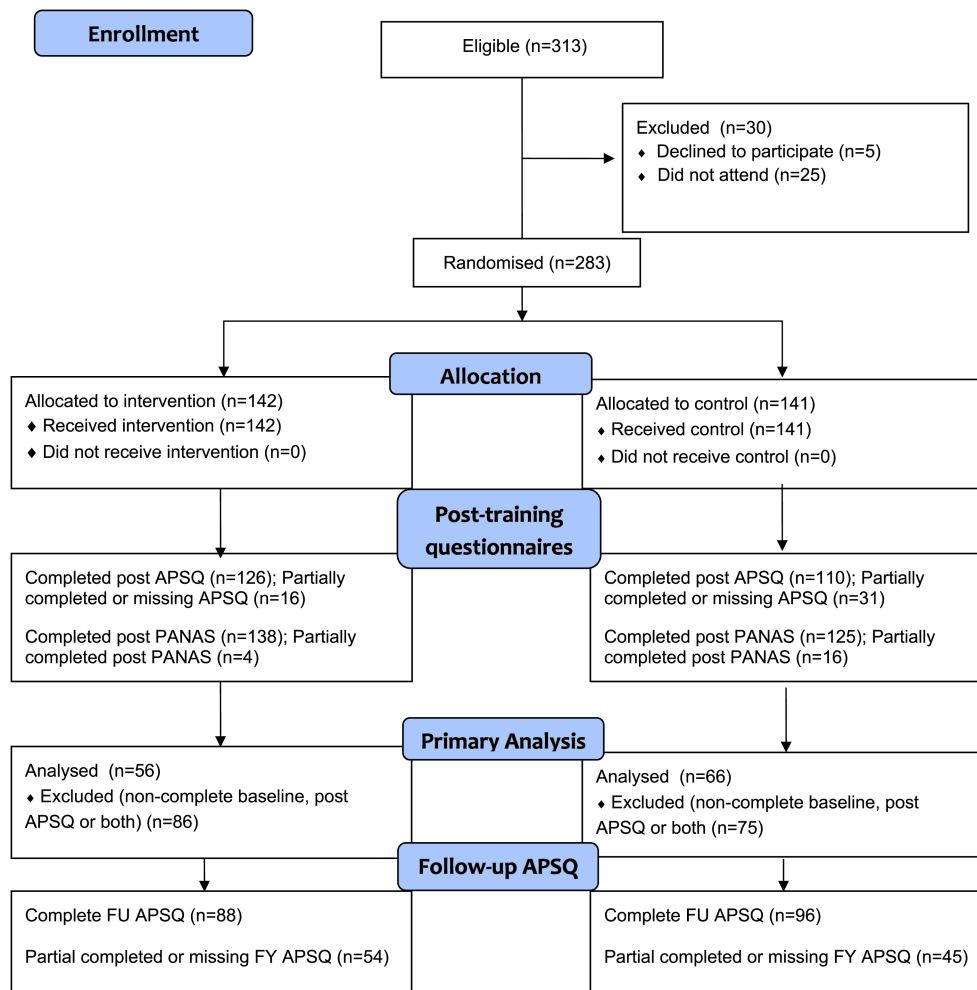 Enrollment
Eligible (n=313)
Excluded (n=30)
♦ Declined to participate (n=5)
♦ Did not attend (n=25)
Randomised (n=283)
Allocation
Allocated to intervention (n=142)
♦ Received intervention (n=142)
♦ Did not receive intervention (n=0)
Allocated to control (n=141)
♦ Received control (n=141)
♦ Did not receive control (n=0)
Post-training
questionnaires
Completed post APSQ (n=126); Partially
completed or missing APSQ (n=16)
Completed post PANAS (n=138); Partially
completed post PANAS (n=4)
Completed post APSQ (n=110); Partially
completed or missing APSQ (n=31)
Completed post PANAS (n=125); Partially
completed post PANAS (n=16)
Primary Analysis
Analysed (n=56)
♦ Excluded (non-complete baseline, post
APSQ or both) (n=86)
Analysed (n=66)
♦ Excluded (non-complete baseline, post
APSQ or both (n=75)
Follow-up APSQ
Complete FU APSQ (n=88)
Partial completed or missing FY APSQ (n=54)
Complete FU APSQ (n=96)
Partial completed or missing FY APSQ (n=45)